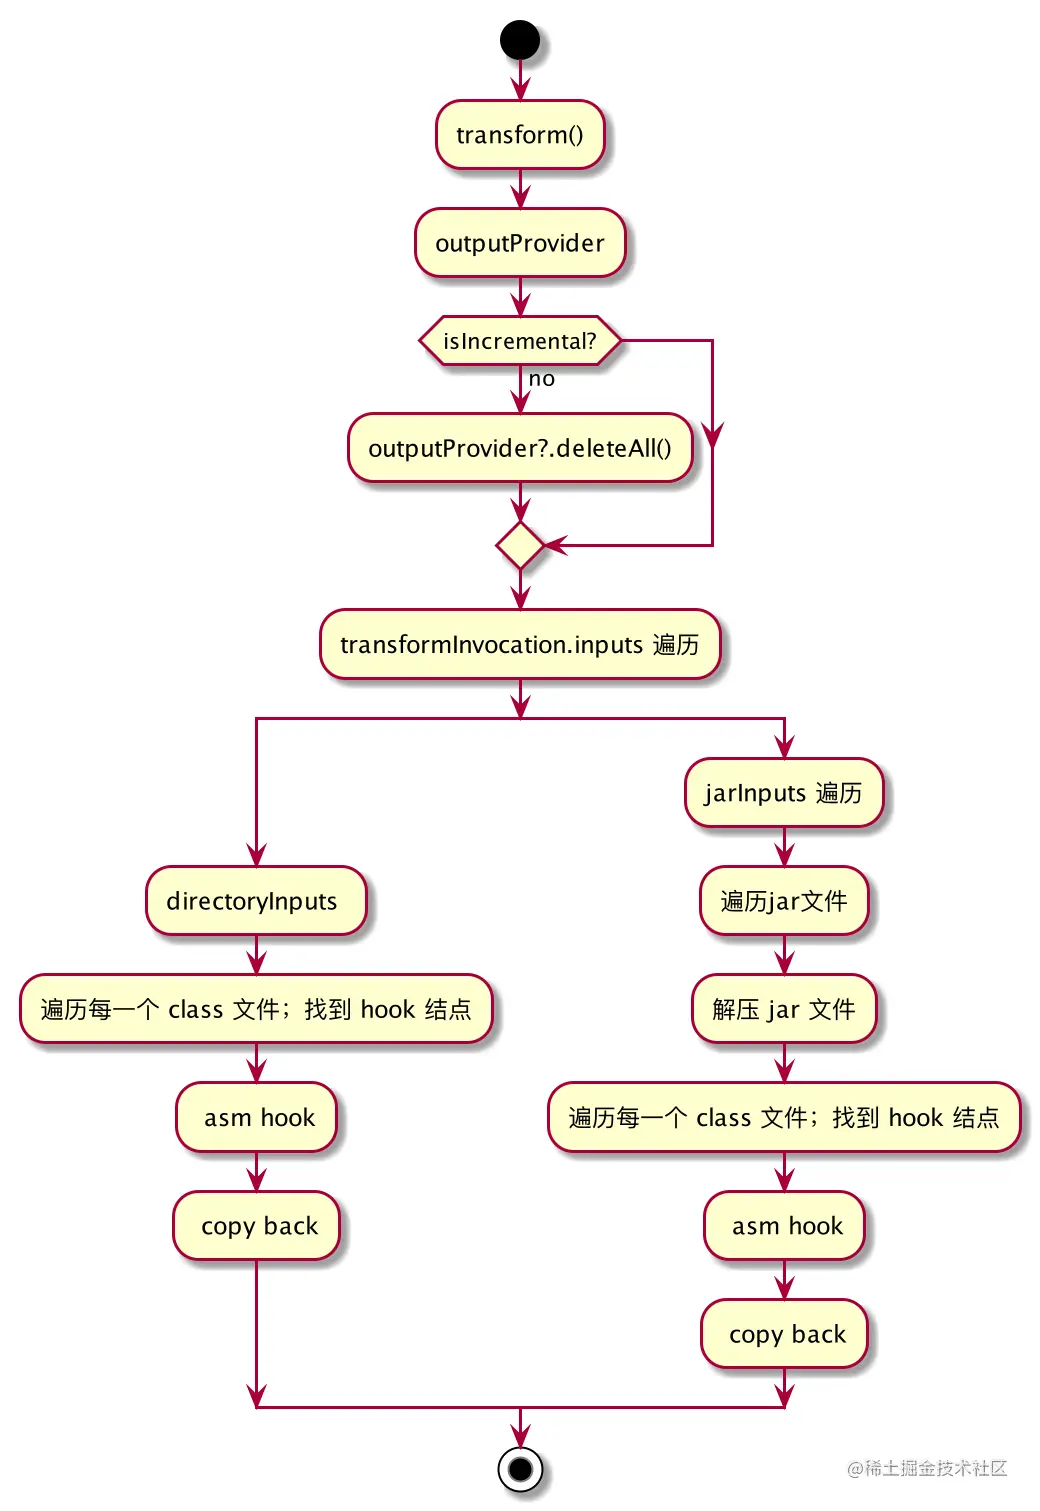 transform()
outputProvider
isIncremental?
no
outputProvider?.deleteAll()
transformInvocation.inputs 遍历
directoryInputs
遍历每一个 class 文件；找到 hook 结点
asm hook
copy back
jarInputs 遍历
遍历jar文件
解压 jar 文件
遍历每一个 class 文件；找到 hook 结点
asm hook
copy back
@稀土掘金技术社区